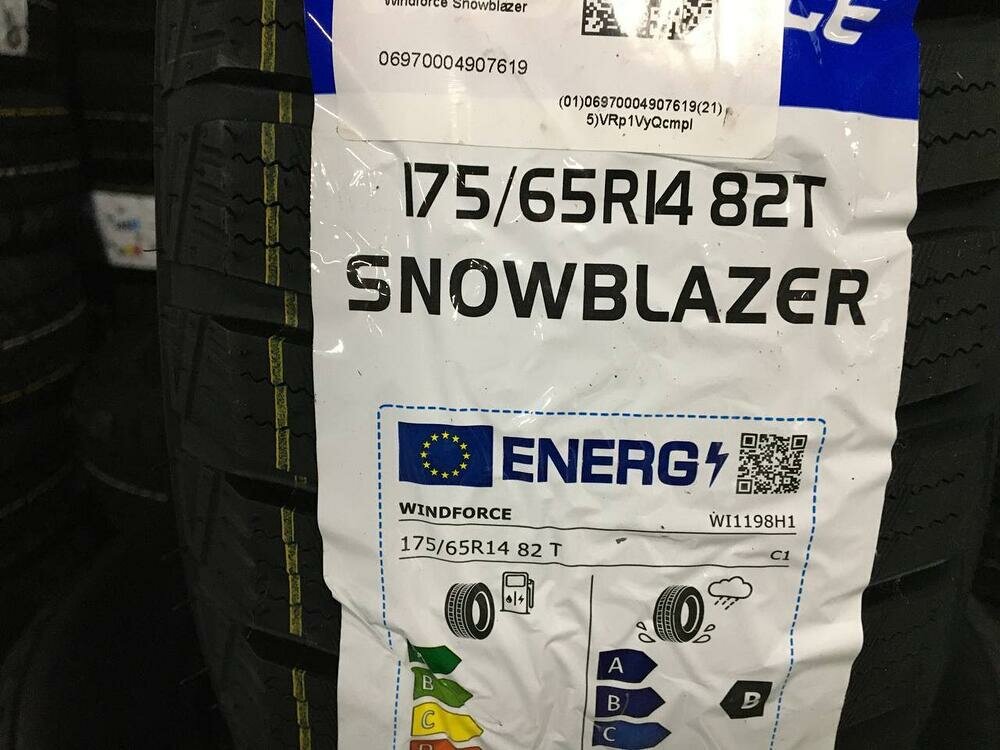 Windforce Snowblazer
06970004907619
(01)06970004907619(21)
5)VRp1VyQcmpl
CE
175/65R14 82T
SNOWBLAZER
ENERG
WINDFORCE WI1198H1
175/65R14 82 T C1
B
C
A
B
C
B